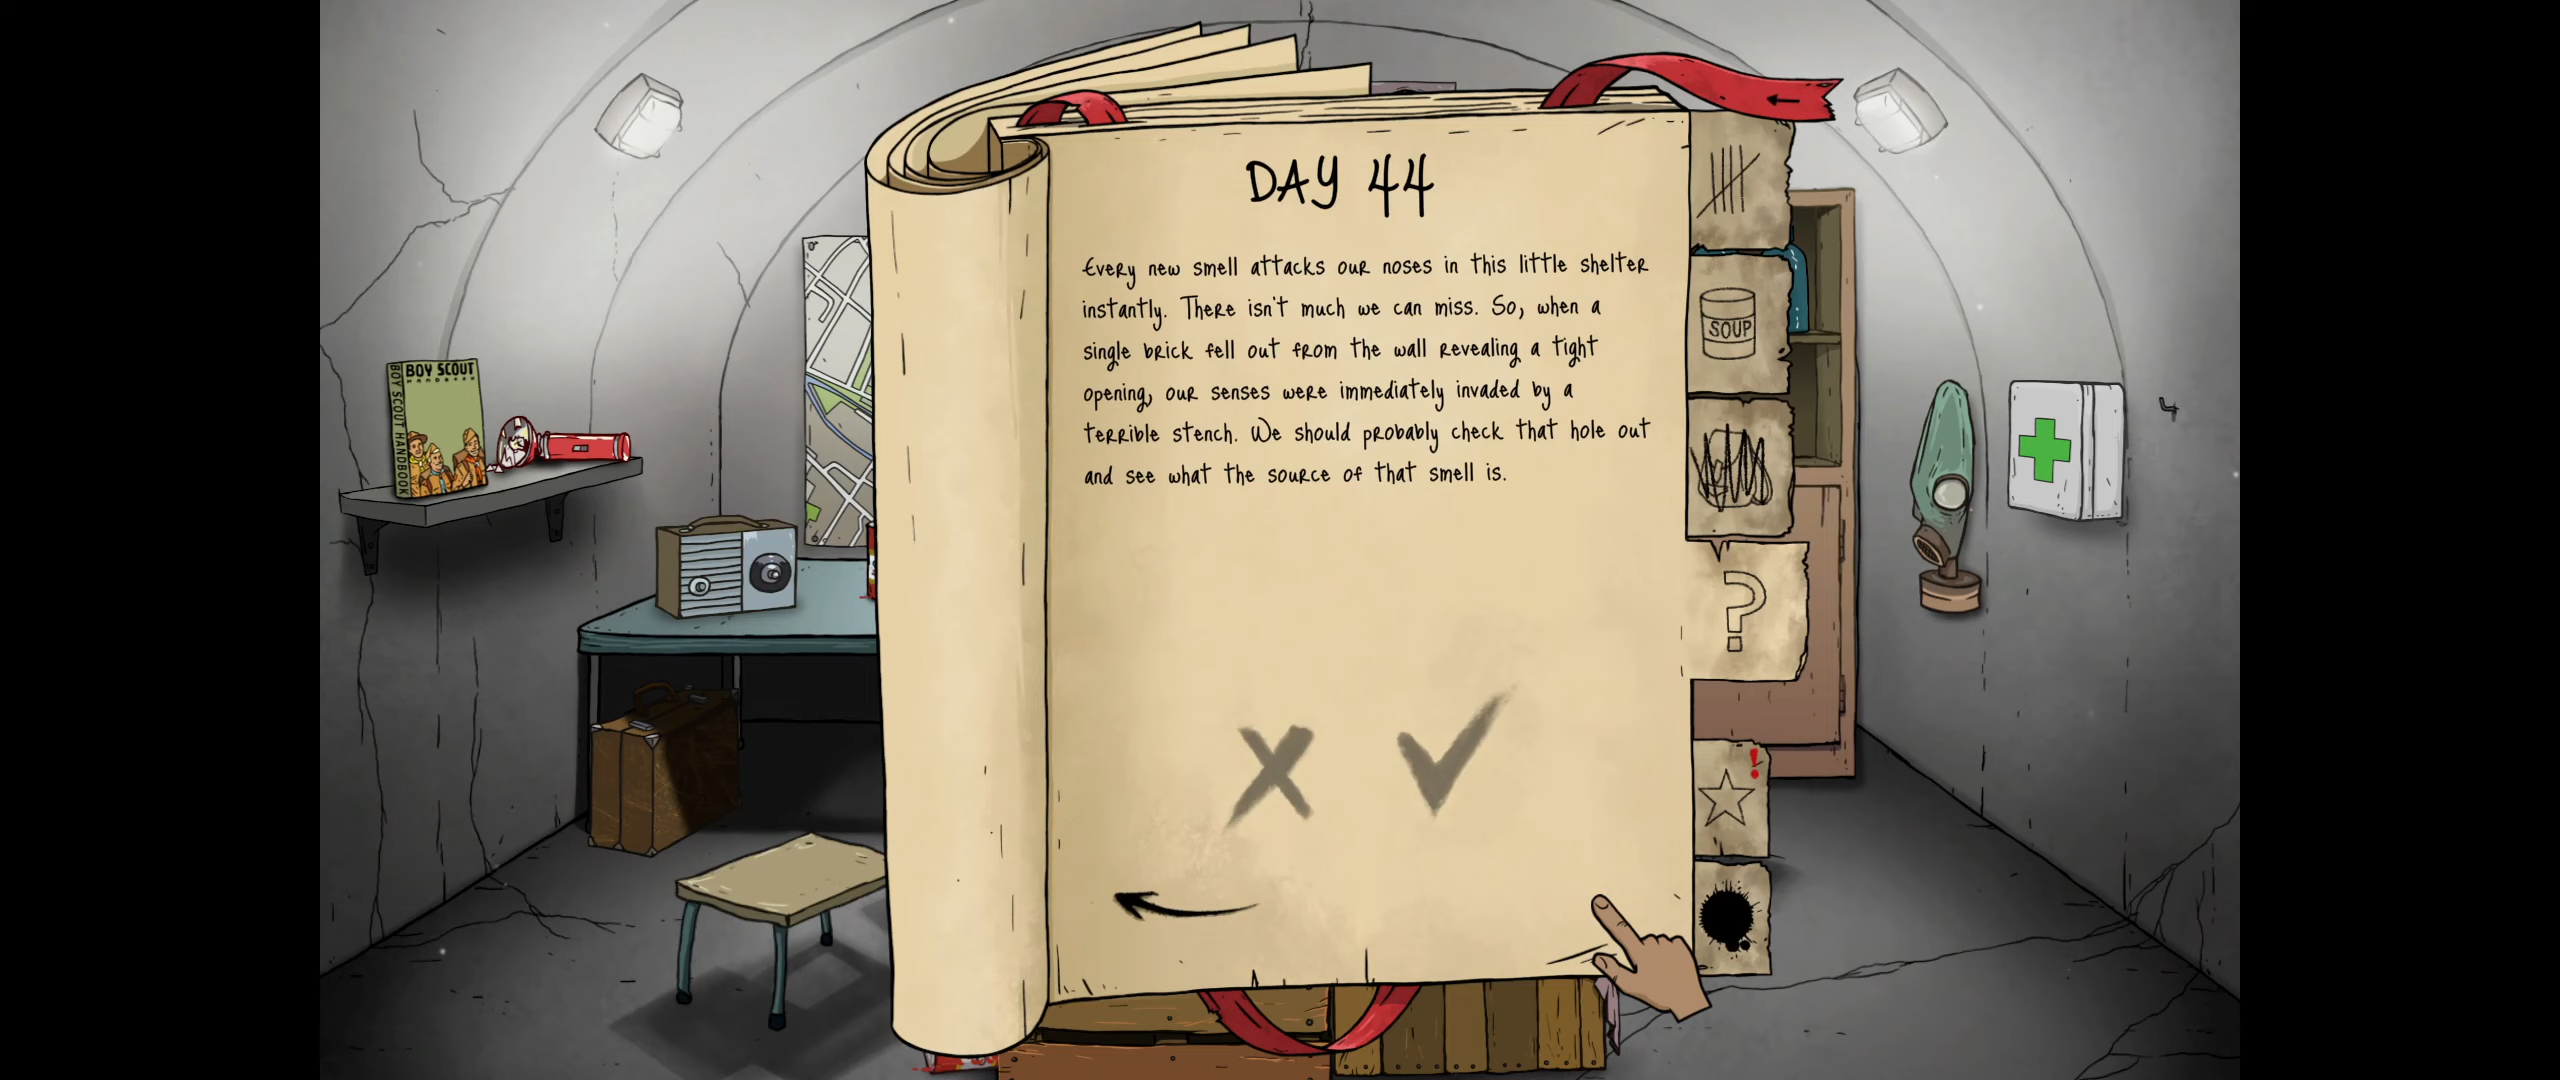 DAY 44
Every new smell attacks our noses in this little shelter
instantly. There isn't much we can miss. So, when a
single brick fell out from the wall revealing a tight
opening, our senses were immediately invaded by a
terrible stench. We should probably check that hole out
and see what the source of that smell is.
SOUP
?
!
BOY SCOUT
HANDBOOK
BOY SCOUT HANDBOOK